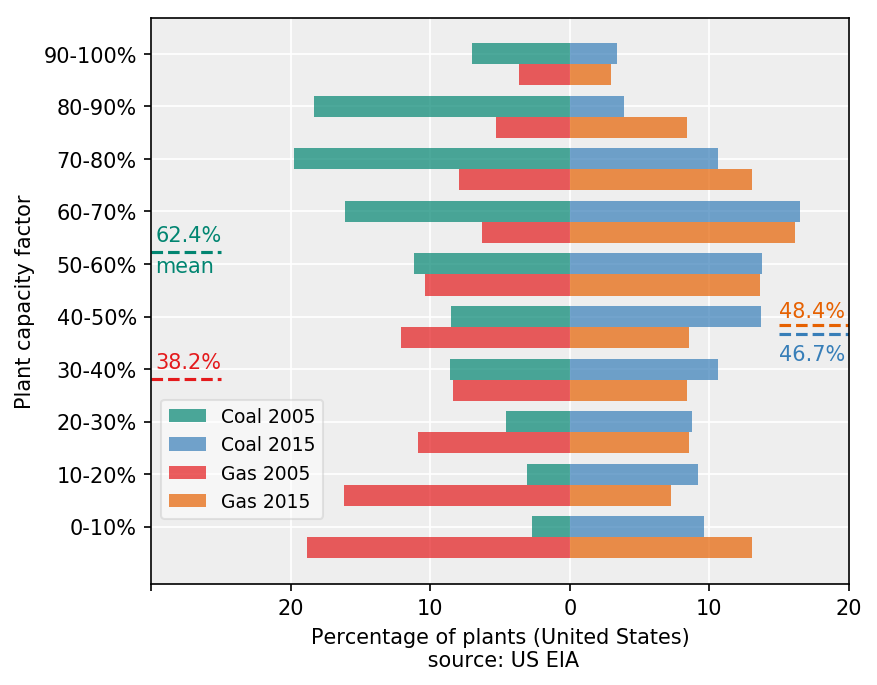 90-100%
80-90%
70-80%
60-70%
50-60%
40-50%
30-40%
20-30%
10-20%
0-10%
Plant capacity factor
62.4%
mean
38.2%
48.4%
46.7%
Coal 2005
Coal 2015
Gas 2005
Gas 2015
20 10 0 10 20
Percentage of plants (United States)
source: US EIA